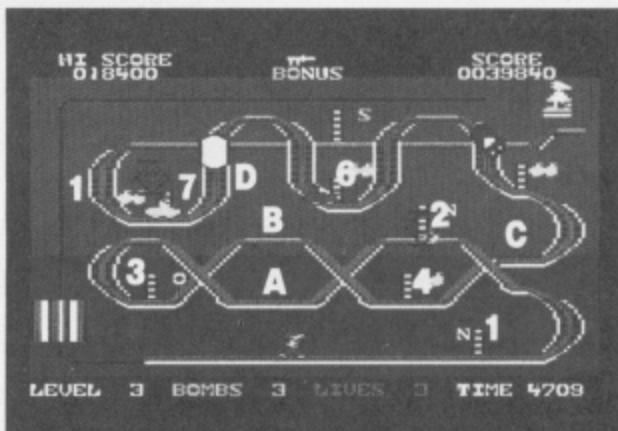 HI SCORE SCORE
018400 BONUS 0039840
S
1 7 D 6
B 2 N C
3 O A 4
N 1
LEVEL 3 BOMBS 3 LIVES 3 TIME 4709